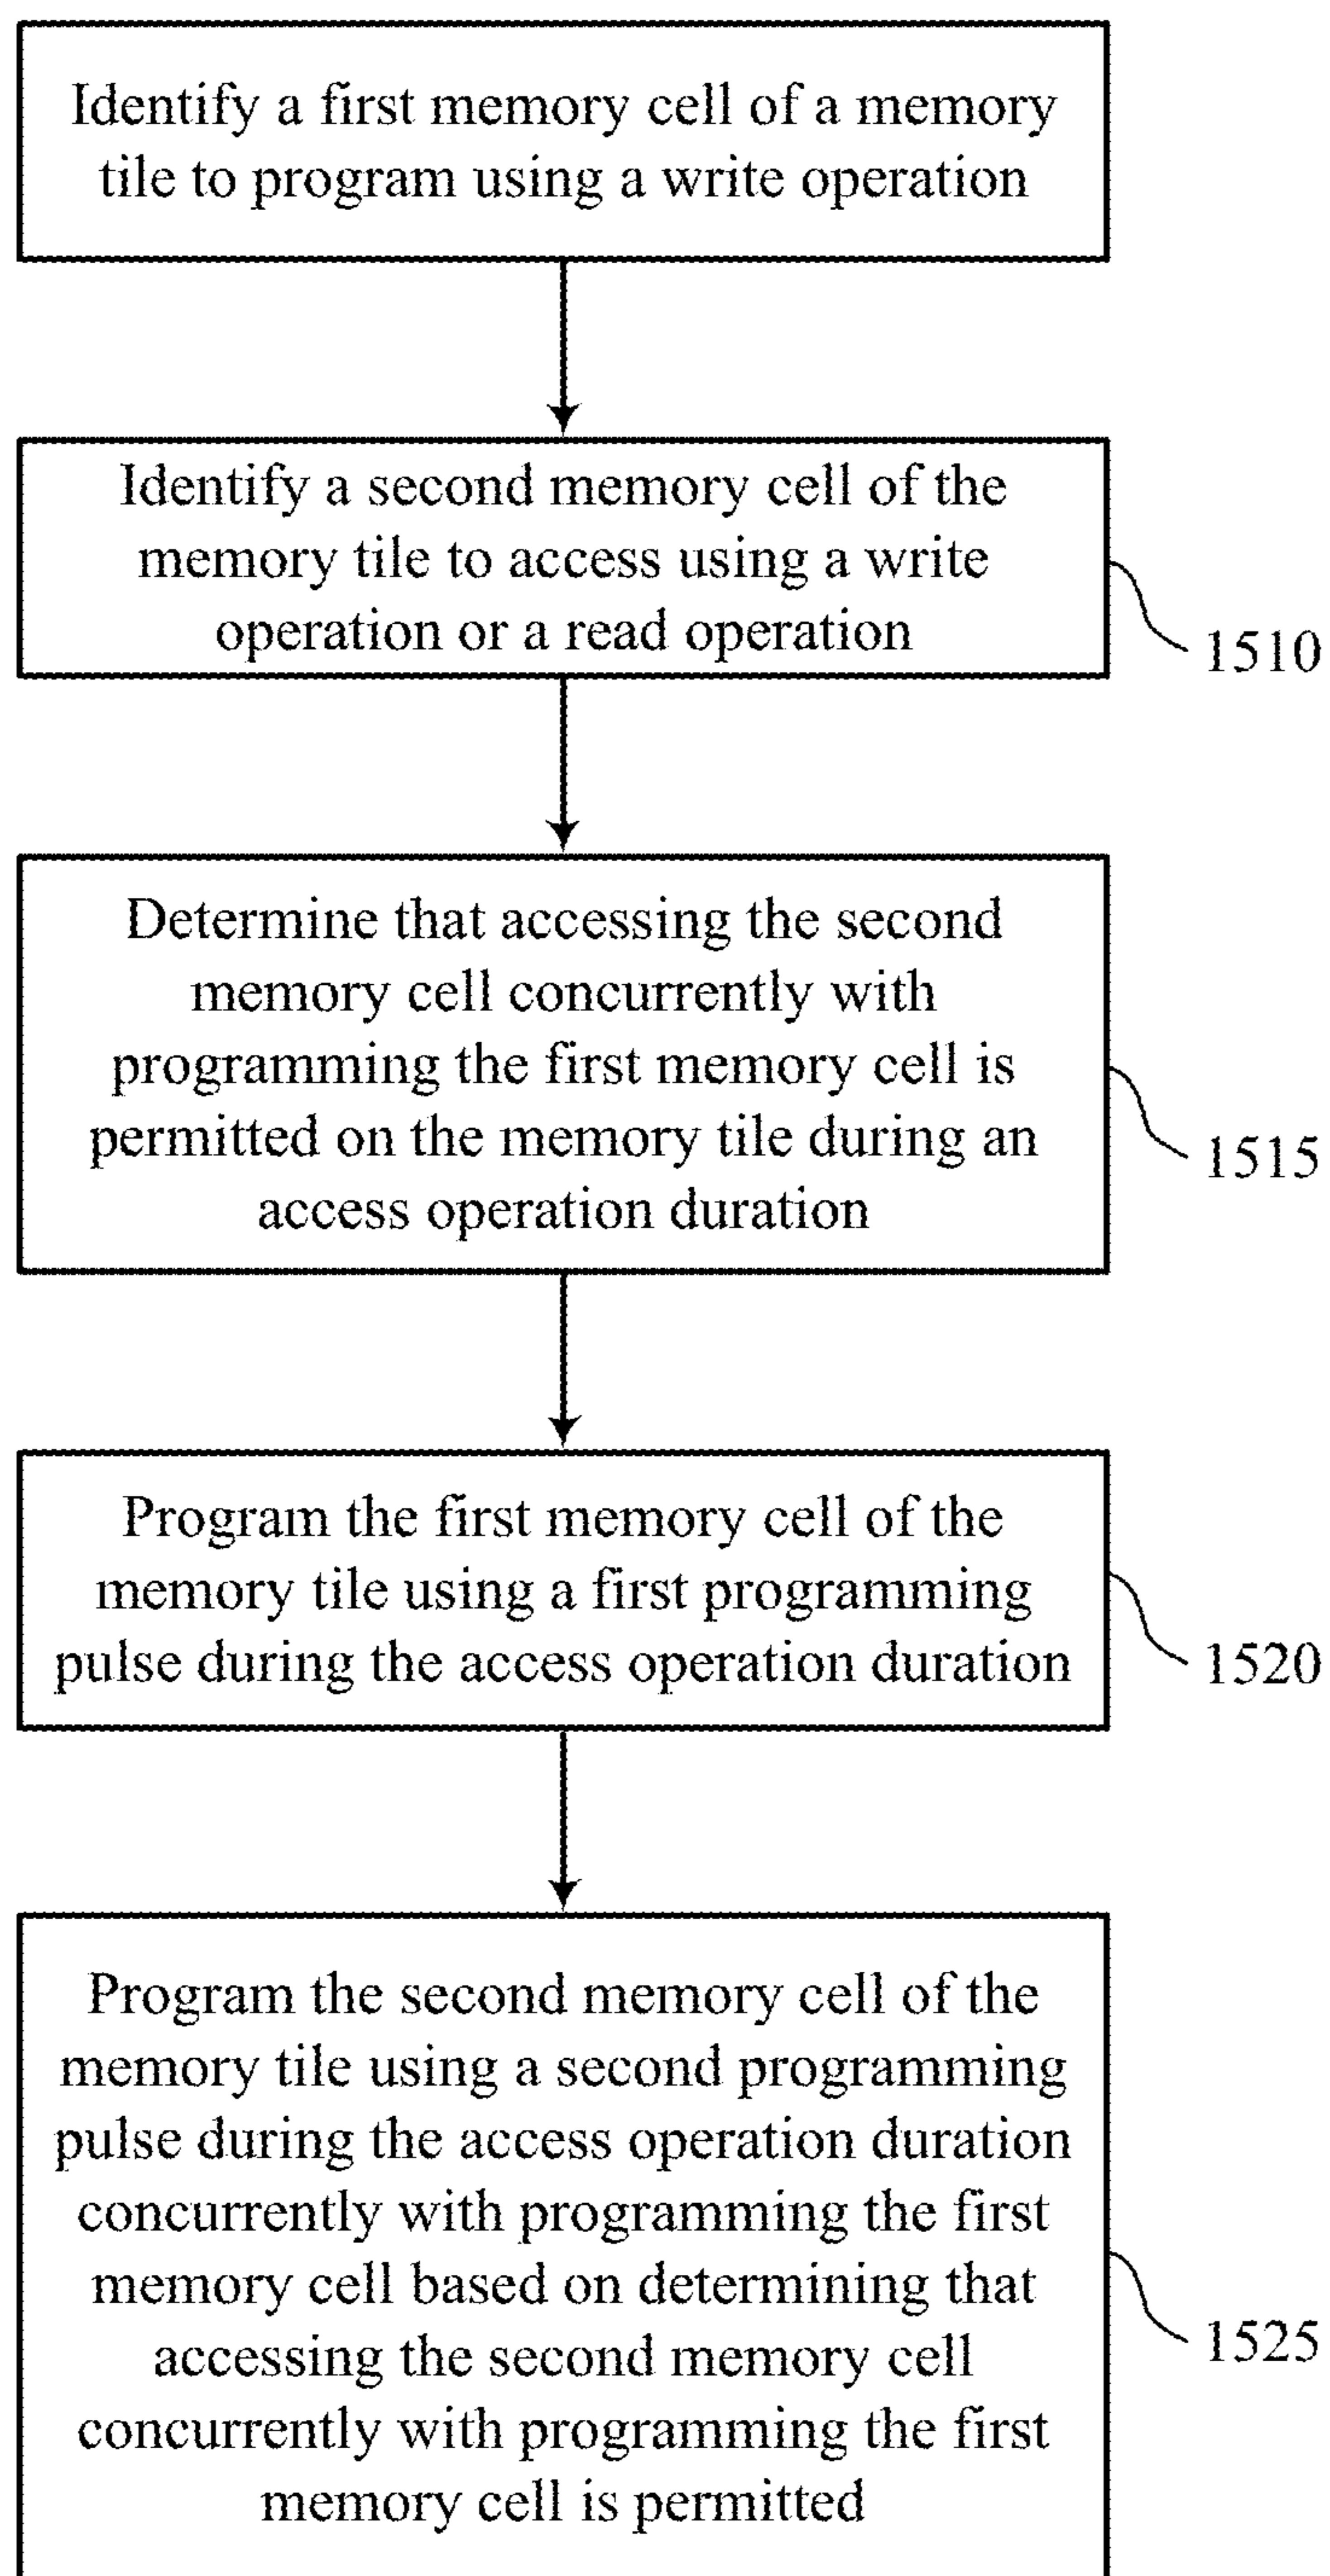 Identify a first memory cell of a memory
tile to program using a write operation
Identify a second memory cell of the
memory tile to access using a write
operation or a read operation
1510
Determine that accessing the second
memory cell concurrently with
programming the first memory cell is
permitted on the memory tile during an
access operation duration
1515
Program the first memory cell of the
memory tile using a first programming
pulse during the access operation duration
1520
Program the second memory cell of the
memory tile using a second programming
pulse during the access operation duration
concurrently with programming the first
memory cell based on determining that
accessing the second memory cell
concurrently with programming the first
memory cell is permitted
1525